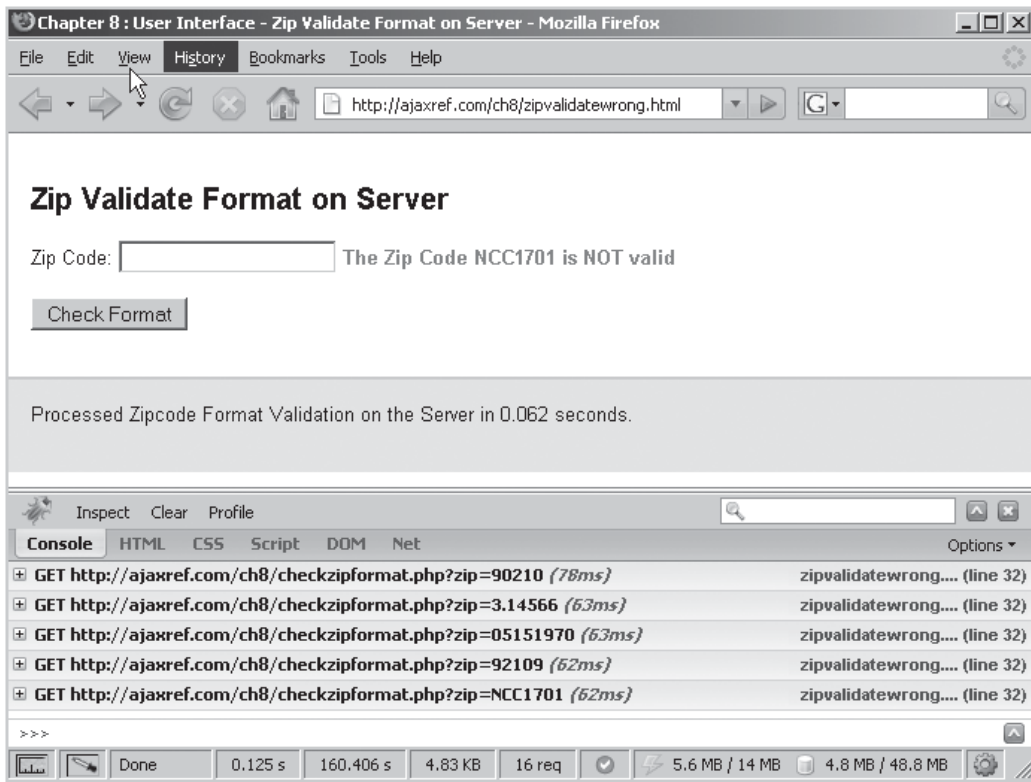 Chapter 8 : User Interface - Zip Validate Format on Server - Mozilla Firefox
File Edit View History Bookmarks Tools Help
http://ajaxref.com/ch8/zipvalidatewrong.html G
Zip Validate Format on Server
Zip Code: The Zip Code NCC1701 is NOT valid
Check Format
Processed Zipcode Format Validation on the Server in 0.062 seconds.
Inspect Clear Profile
Console HTML CSS Script DOM Net Options
GET http://ajaxref.com/ch8/checkzipformat.php?zip=90210 (78ms) zipvalidatewrong.... (line 32)
GET http://ajaxref.com/ch8/checkzipformat.php?zip=3.14566 (63ms) zipvalidatewrong.... (line 32)
GET http://ajaxref.com/ch8/checkzipformat.php?zip=05151970 (63ms) zipvalidatewrong.... (line 32)
GET http://ajaxref.com/ch8/checkzipformat.php?zip=92109 (62ms) zipvalidatewrong.... (line 32)
GET http://ajaxref.com/ch8/checkzipformat.php?zip=NCC1701 (62ms) zipvalidatewrong.... (line 32)
>>>
Done 0.125 s 160.406 s 4.83 KB 16 req 5.6 MB / 14 MB 4.8 MB / 48.8 MB